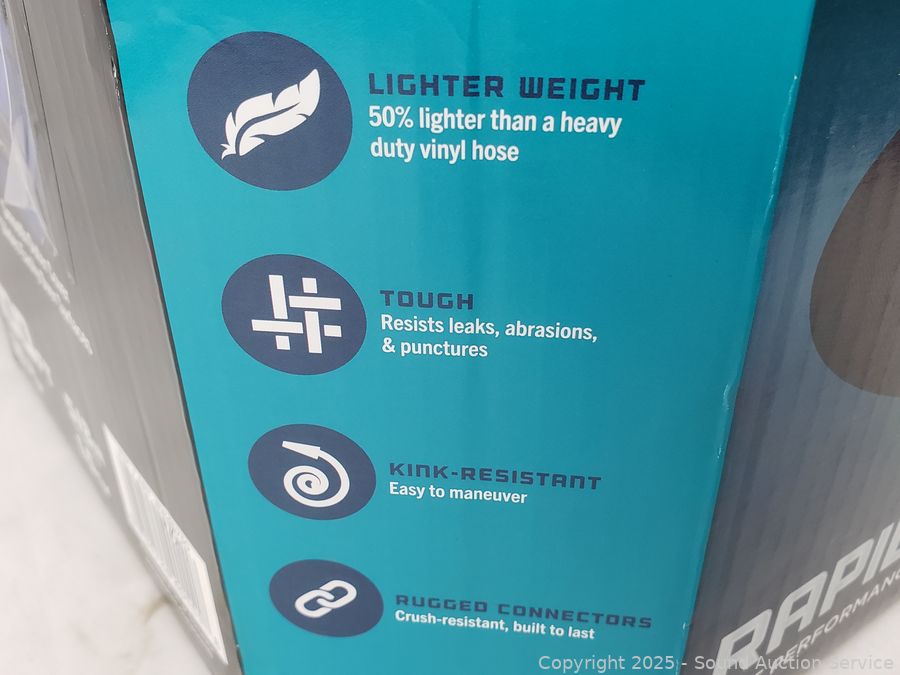 LIGHTER WEIGHT
50% lighter than a heavy
duty vinyl hose
TOUGH
Resists leaks, abrasions,
& punctures
KINK-RESISTANT
Easy to maneuver
RUGGED CONNECTORS
Crush-resistant, built to last
Copyright 2025 - Sound Auction Service